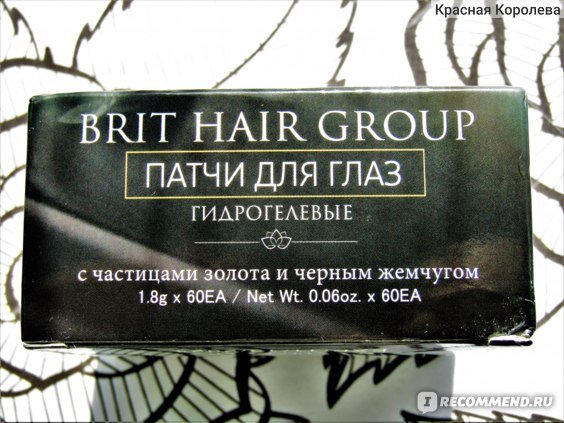 Красная Королева
BRIT HAIR GROUP
ПАТЧИ ДЛЯ ГЛАЗ
ГИДРОГЕЛЕВЫЕ
с частицами золота и черным жемчугом
1.8g x 60EA / Net Wt. 0.06oz. x 60EA
I RECOMMEND.RU